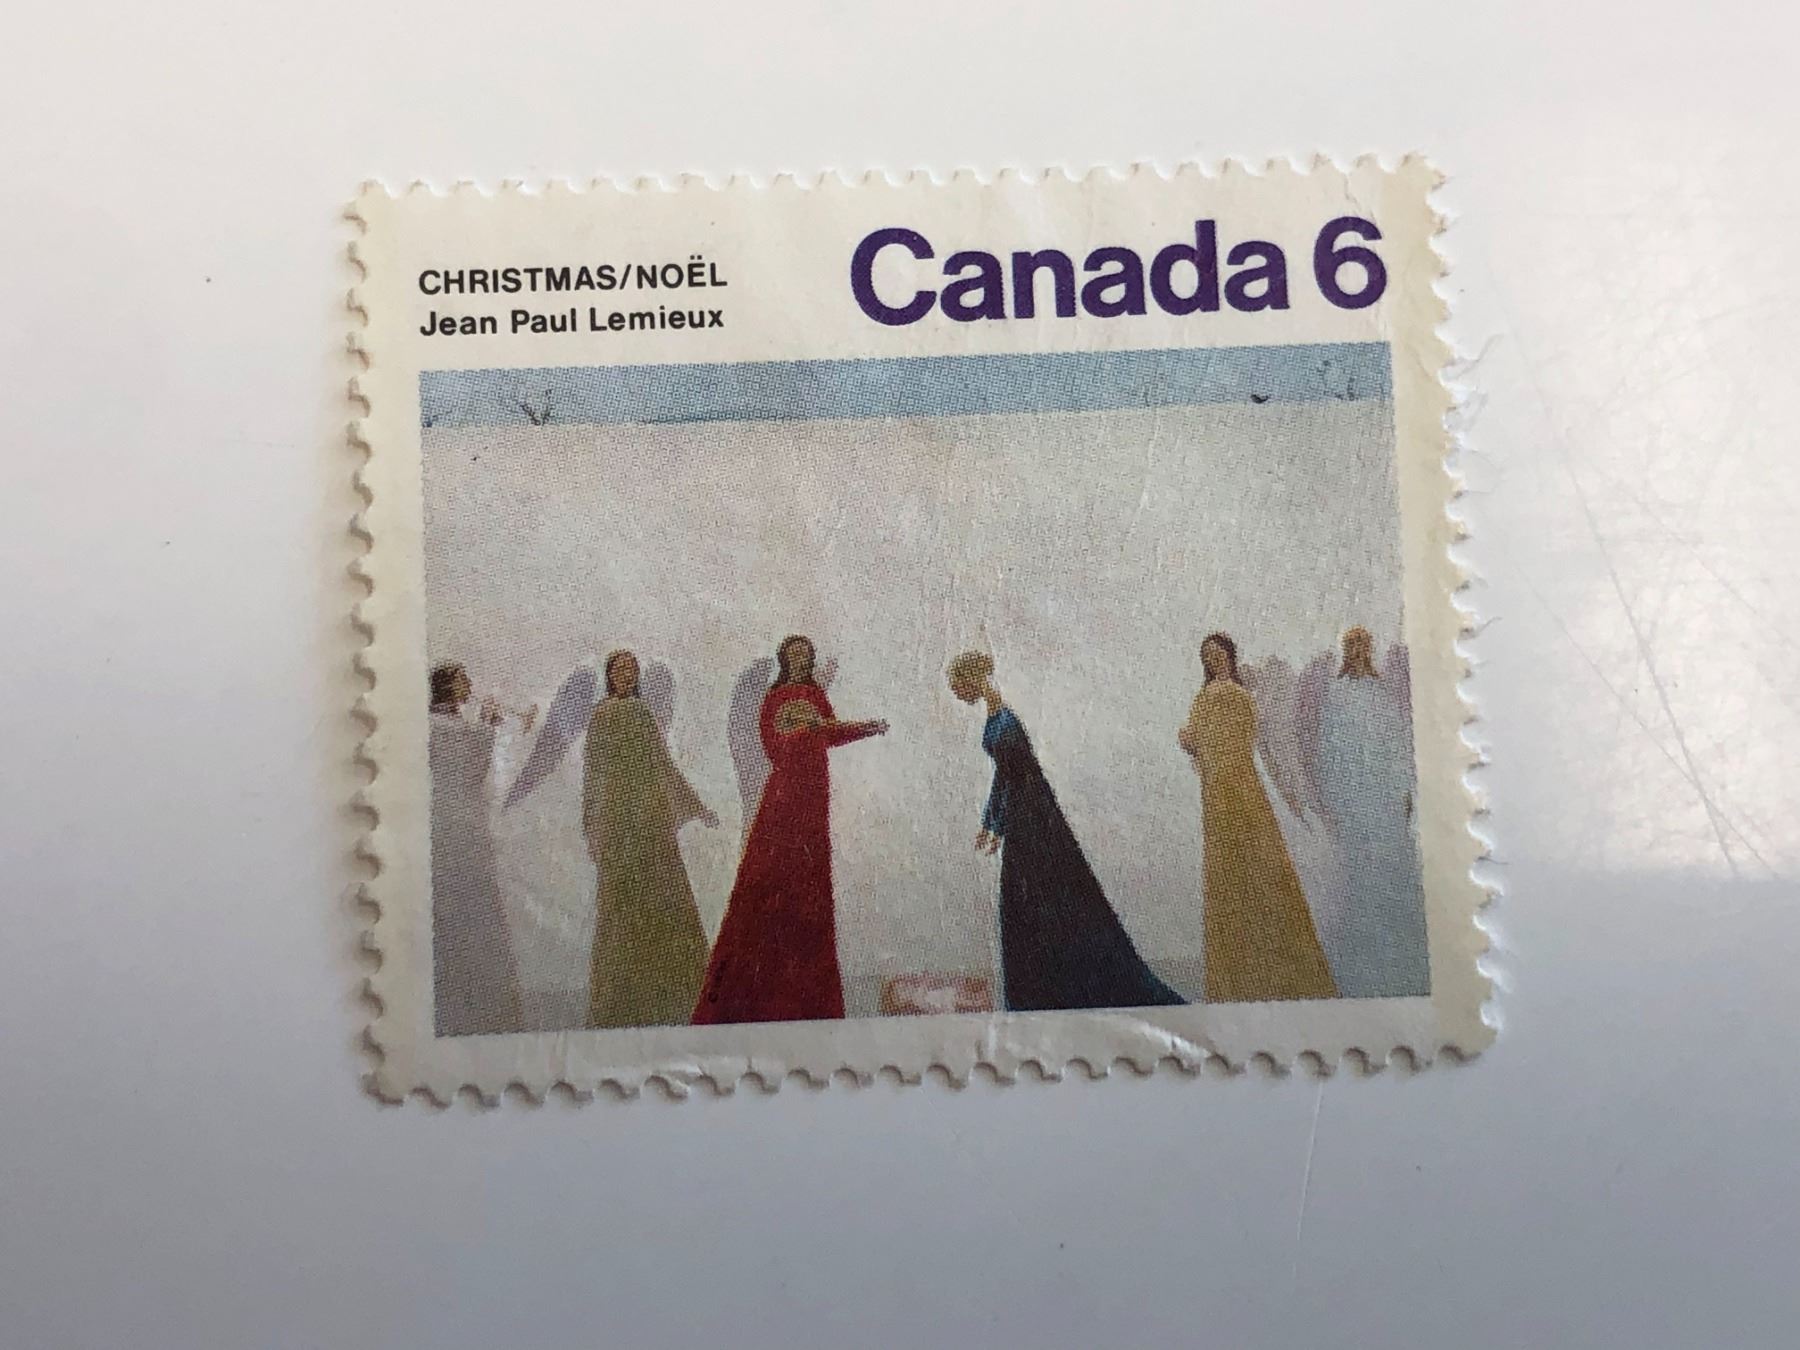 CHRISTMAS/NOËL
Jean Paul Lemieux
Canada 6